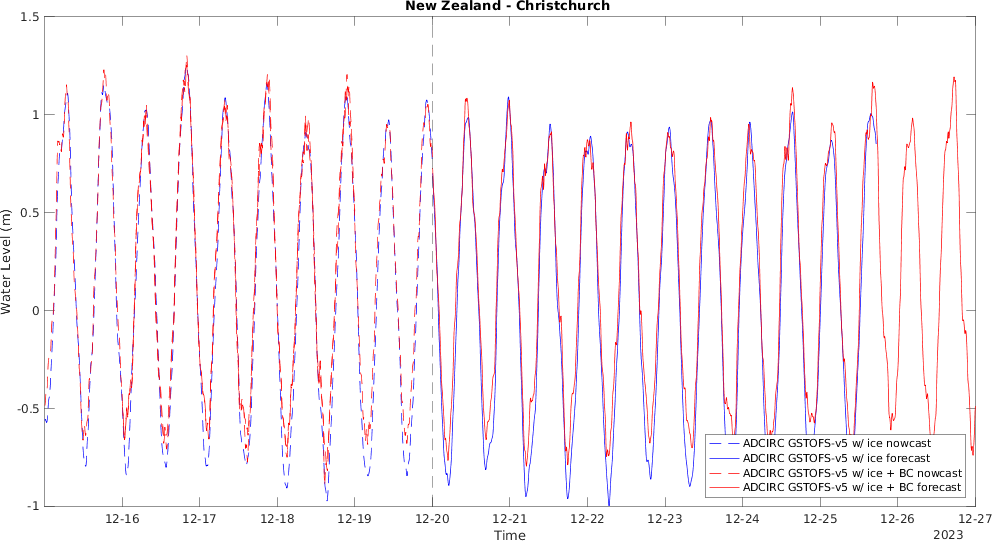 New Zealand - Christchurch
1.5
1
0.5
0
-0.5
-1
Water Level (m)
12-16
12-17
12-18
12-19
12-20
12-21
12-22
12-23
12-24
12-25
12-26
12-27
Time
2023
ADCIRC GSTOFS-v5 w/ ice nowcast
ADCIRC GSTOFS-v5 w/ ice forecast
ADCIRC GSTOFS-v5 w/ ice + BC nowcast
ADCIRC GSTOFS-v5 w/ ice + BC forecast